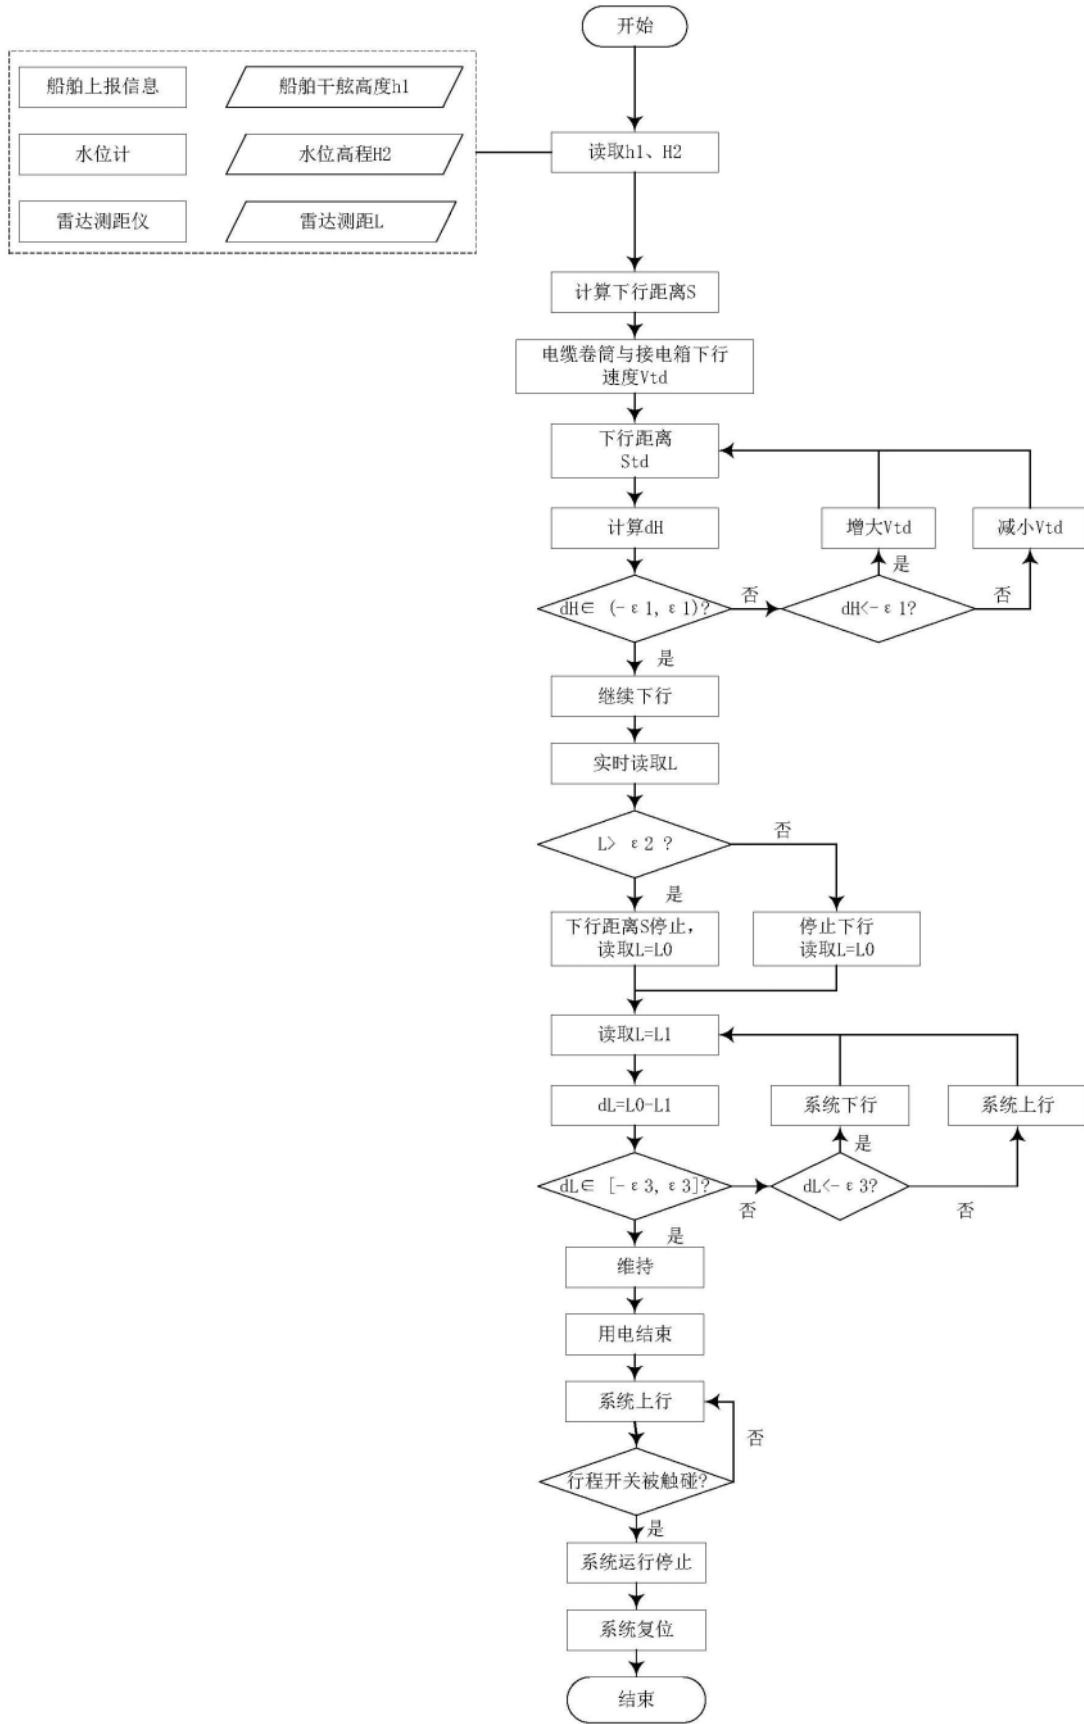 开始
船舶上报信息
船舶干舷高度h1
水位计
水位高程H2
读取h1、H2
雷达测距仪
雷达测距L
计算下行距离S
电缆卷筒与接电箱下行
速度Vtd
下行距离
Std
计算dH
增大Vtd
减小Vtd
是
否
否
dH∈ (-ε1, ε1)?
dH<-ε1?
是
继续下行
实时读取L
否
L> ε2 ?
是
下行距离S停止，
读取L=L0
停止下行
读取L=L0
读取L=L1
dL=L0-L1
系统下行
系统上行
是
dL∈ [-ε3, ε3]?
dL<-ε3?
否
否
是
维持
用电结束
系统上行
否
行程开关被触碰?
是
系统运行停止
系统复位
结束